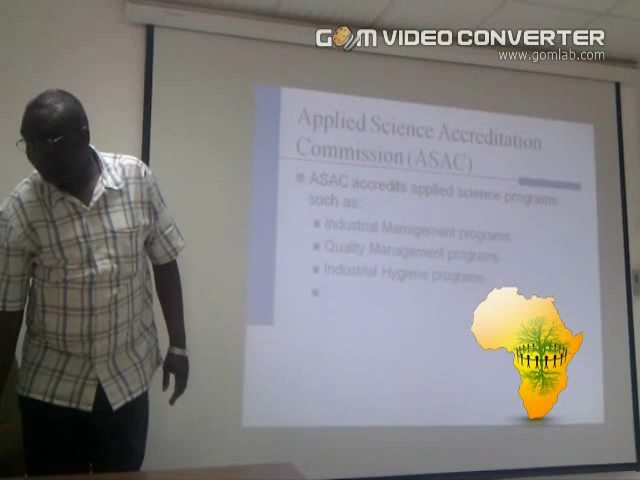 GOM VIDEO CONVERTER
www.gomlab.com
Applied Science Accreditation
Commission (ASAC)
ASAC accredits applied science programs
such as:
Industrial Management programs
Quality Management programs
Industrial Hygiene programs